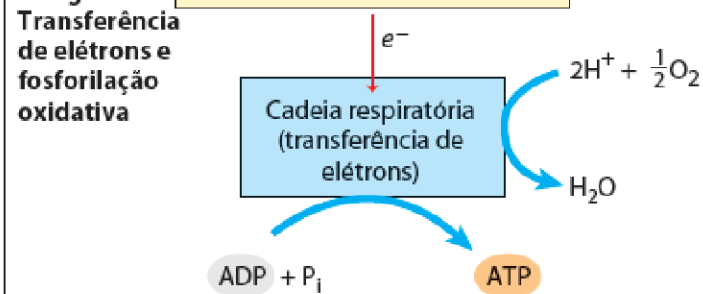 Transferência
de elétrons e
fosforilação
oxidativa
e⁻
Cadeia respiratória
(transferência de
elétrons)
2H⁺ + ½O₂
H₂O
ADP + Pᵢ
ATP